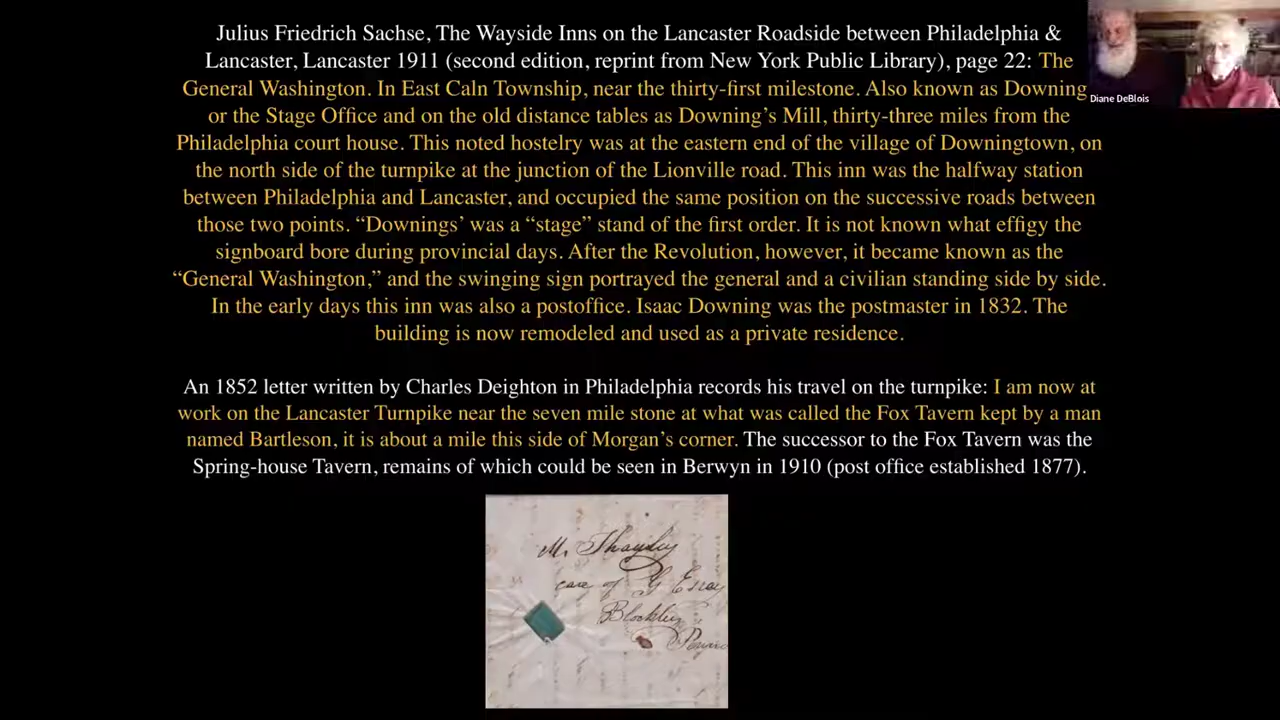 Julius Friedrich Sachse, The Wayside Inns on the Lancaster Roadside between Philadelphia &
Lancaster, Lancaster 1911 (second edition, reprint from New York Public Library), page 22: The
General Washington. In East Caln Township, near the thirty-first milestone. Also known as Downing
or the Stage Office and on the old distance tables as Downing’s Mill, thirty-three miles from the
Philadelphia court house. This noted hostelry was at the eastern end of the village of Downingtown, on
the north side of the turnpike at the junction of the Lionville road. This inn was the halfway station
between Philadelphia and Lancaster, and occupied the same position on the successive roads between
those two points. “Downings’ was a “stage” stand of the first order. It is not known what effigy the
signboard bore during provincial days. After the Revolution, however, it became known as the
“General Washington,” and the swinging sign portrayed the general and a civilian standing side by side.
In the early days this inn was also a postoffice. Isaac Downing was the postmaster in 1832. The
building is now remodeled and used as a private residence.
An 1852 letter written by Charles Deighton in Philadelphia records his travel on the turnpike: I am now at
work on the Lancaster Turnpike near the seven mile stone at what was called the Fox Tavern kept by a man
named Bartleson, it is about a mile this side of Morgan’s corner. The successor to the Fox Tavern was the
Spring-house Tavern, remains of which could be seen in Berwyn in 1910 (post office established 1877).
Mr
care of G
Diane DeBlois